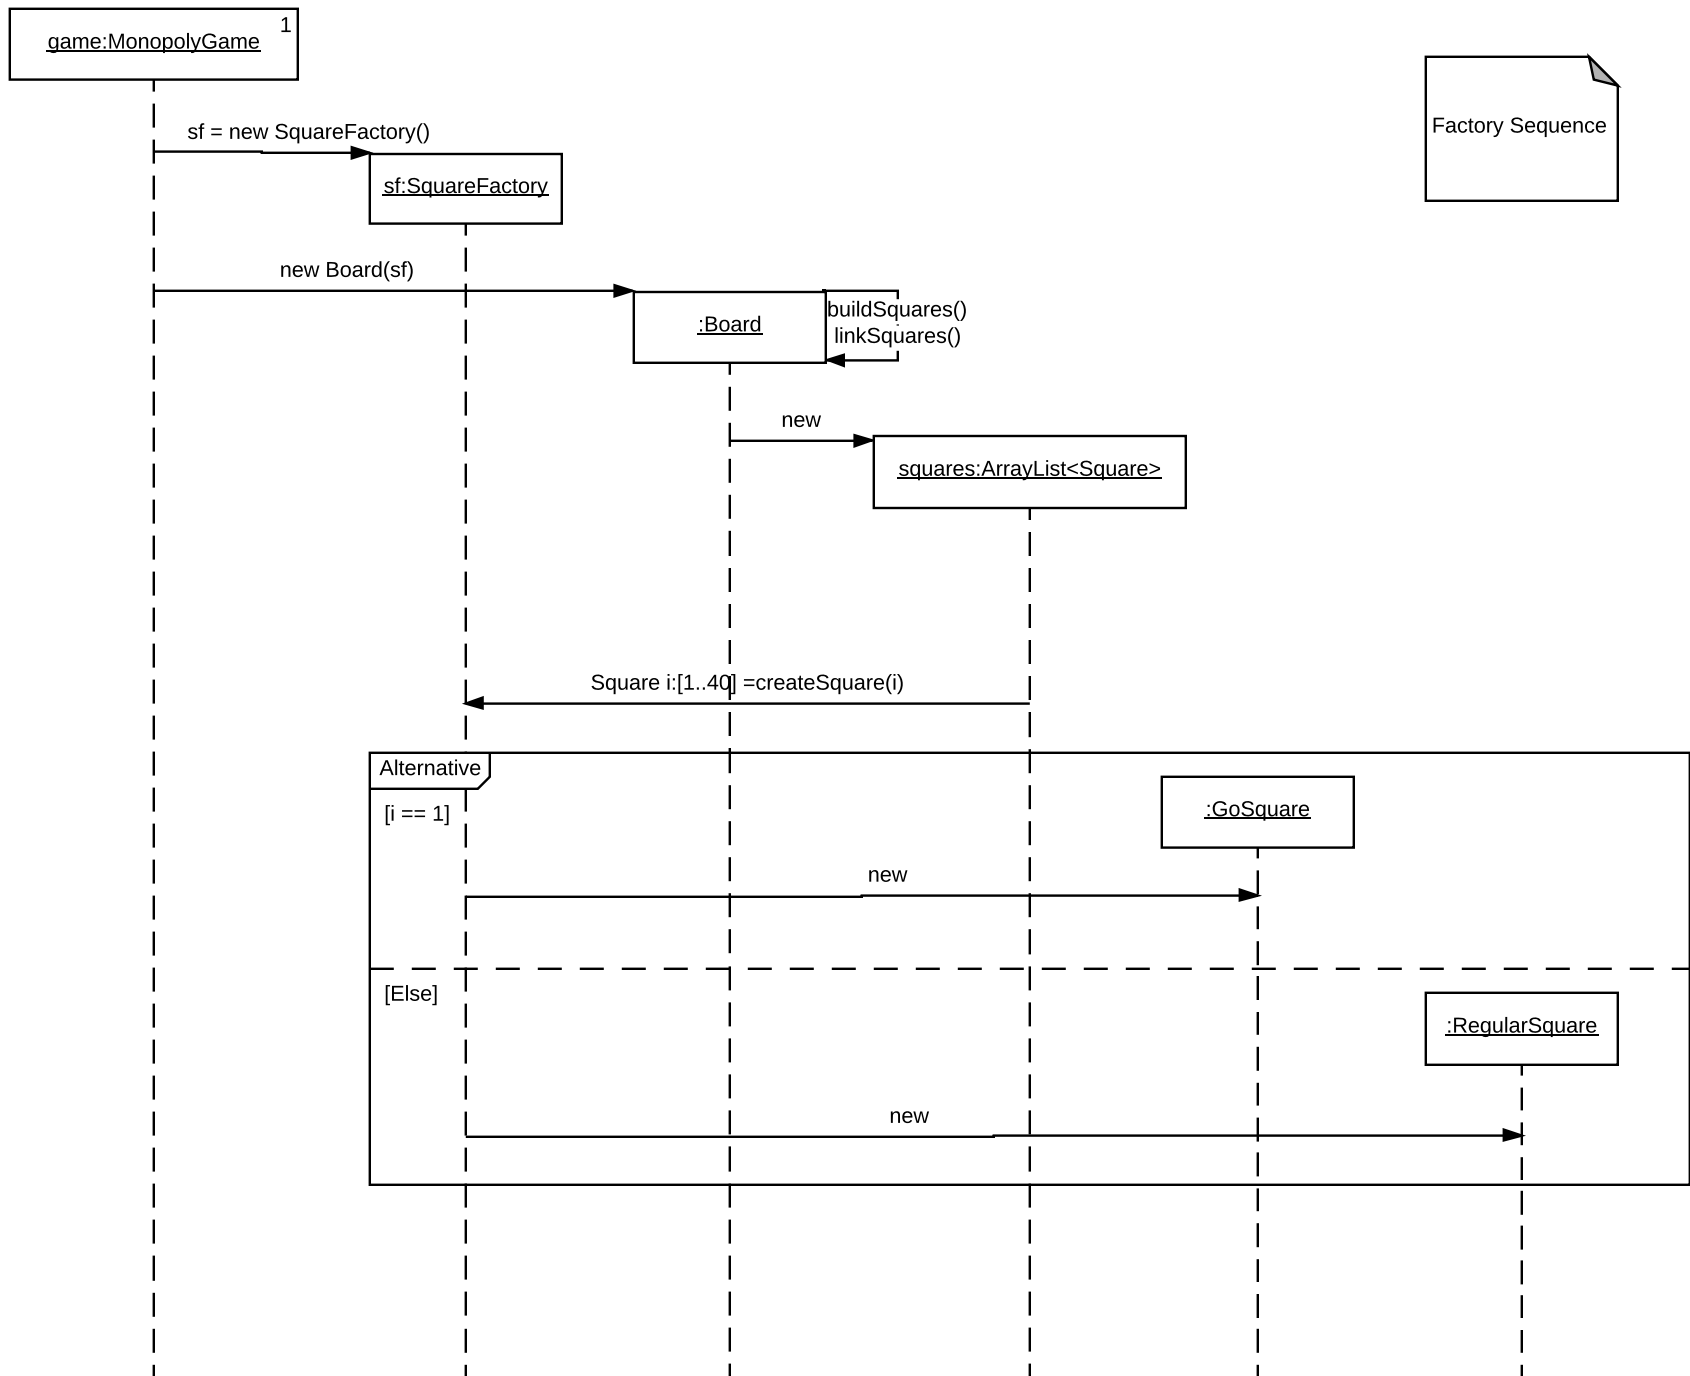 1
game:MonopolyGame
Factory Sequence
sf = new SquareFactory()
sf:SquareFactory
new Board(sf)
:Board
buildSquares()
linkSquares()
new
squares:ArrayList<Square>
Square i:[1..40] =createSquare(i)
Alternative
[i == 1]
:GoSquare
new
[Else]
:RegularSquare
new